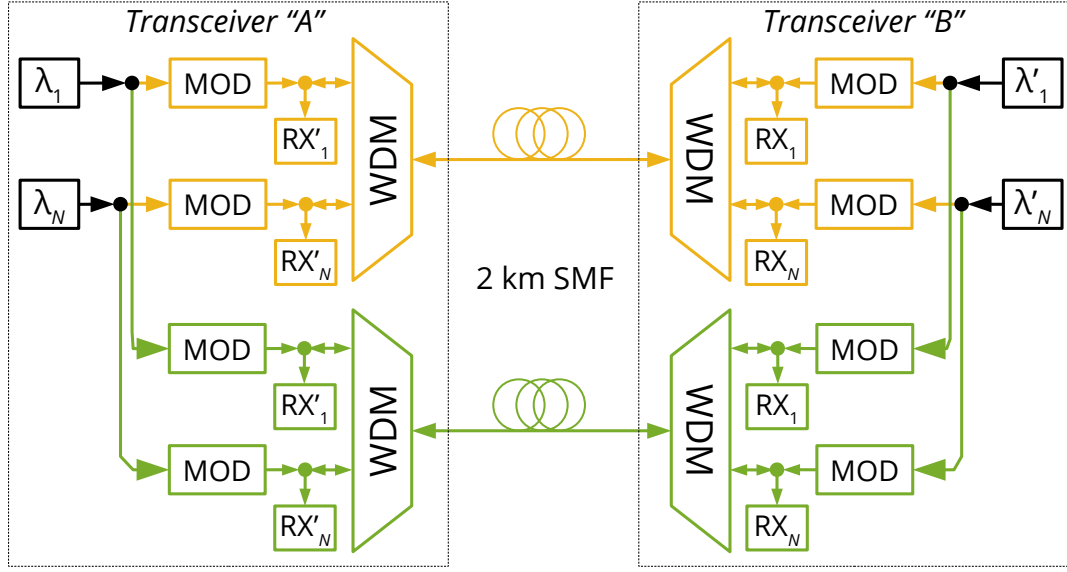 Transceiver “A”
Transceiver “B”
λ1
MOD
RX’1
WDM
λN
MOD
RX’N
WDM
RX1
MOD
λ’1
RXN
MOD
λ’N
2 km SMF
MOD
RX’1
WDM
MOD
RX’N
WDM
RX1
MOD
RXN
MOD